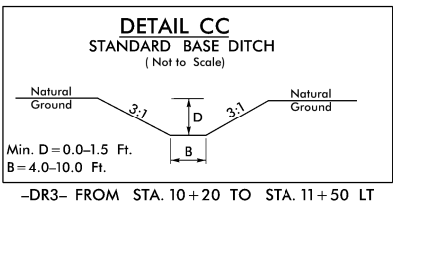 DETAIL CC
STANDARD BASE DITCH
( Not to Scale)
Natural
Ground
3:1
D
3:1
Natural
Ground
B
Min. D=0.0-1.5 Ft.
B=4.0-10.0 Ft.
-DR3- FROM STA. 10+20 TO STA. 11+50 LT